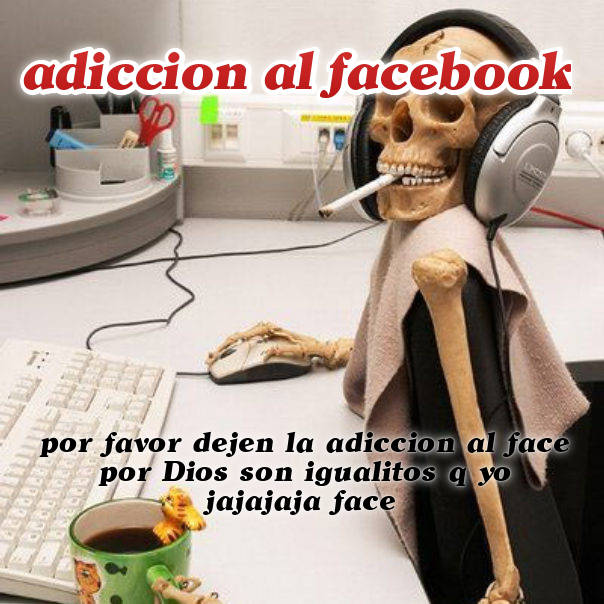 adiccion al facebook
por favor dejen la adiccion al face
por Dios son igualitos q yo
jajajaja face